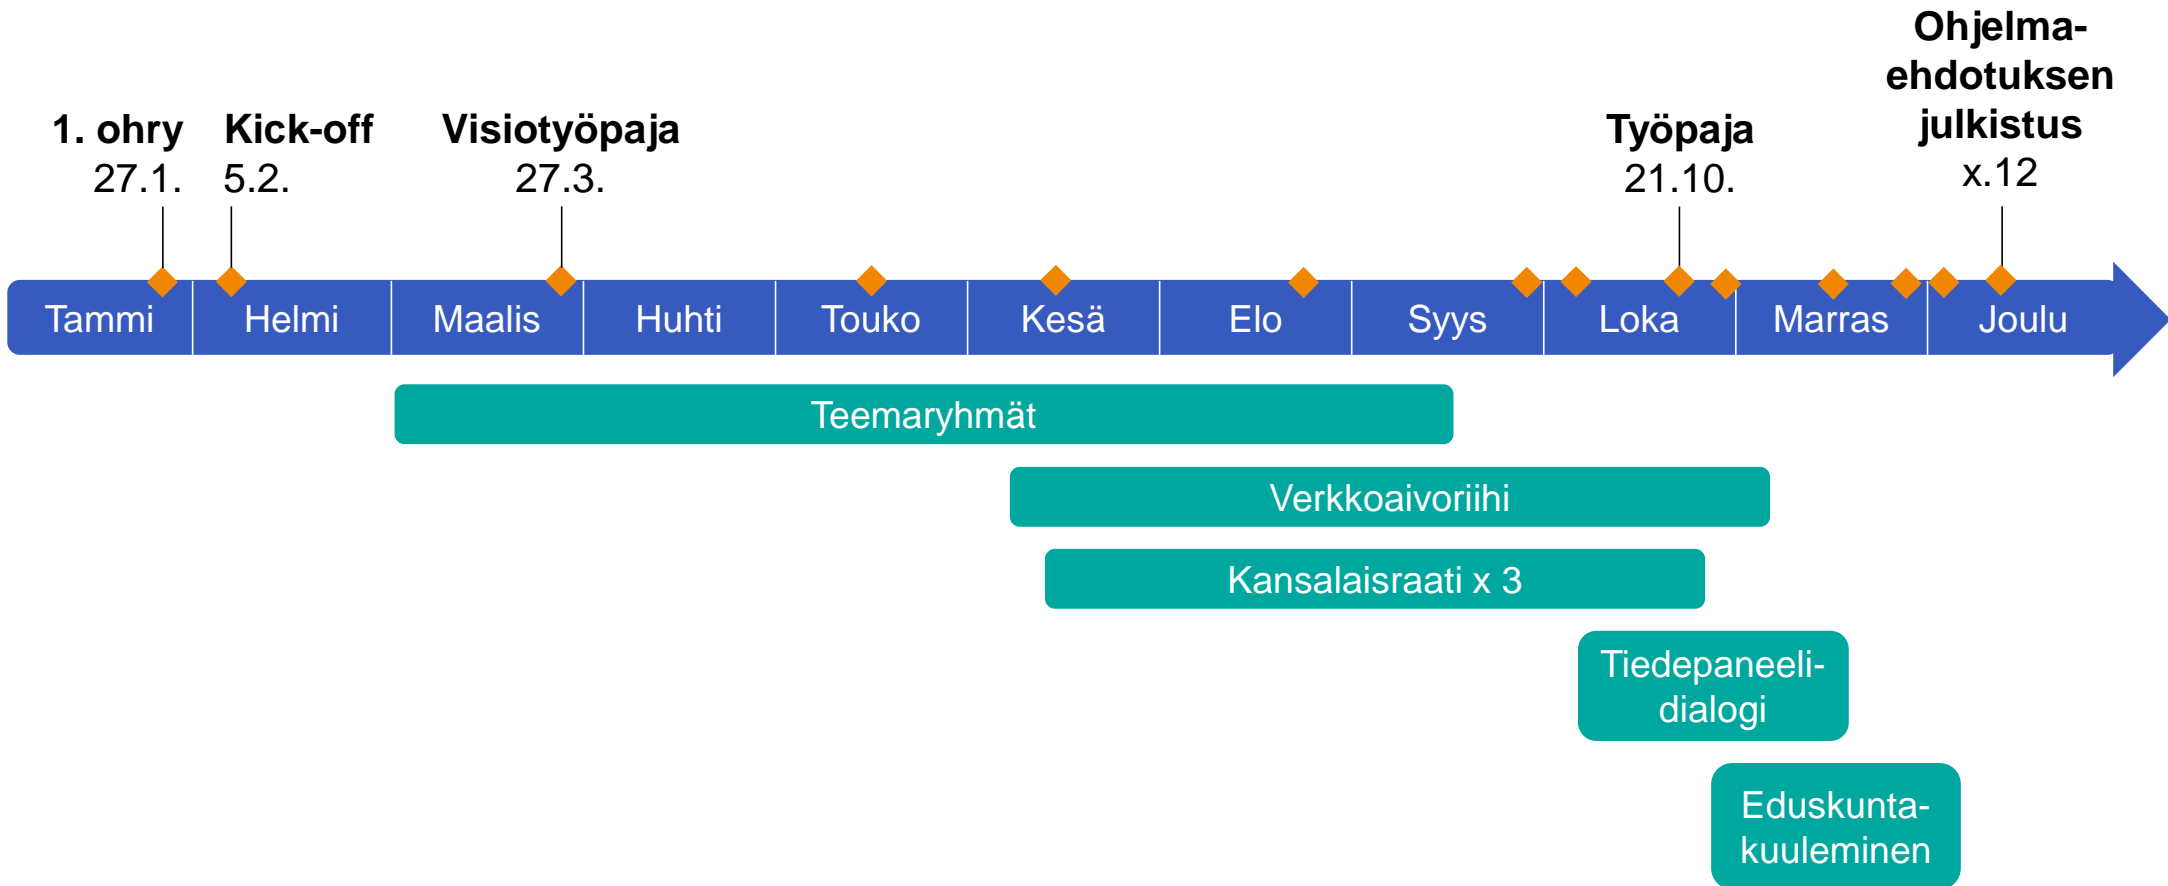 Ohjelma-
ehdotuksen
julkistus
x.12
1. ohry
27.1.
Kick-off
5.2.
Visiotyöpaja
27.3.
Työpaja
21.10.
Tammi
Helmi
Maalis
Huhti
Touko
Kesä
Elo
Syys
Loka
Marras
Joulu
Teemaryhmät
Verkkoaivoriihi
Kansalaisraati x 3
Tiedepaneeli-
dialogi
Eduskunta-
kuuleminen